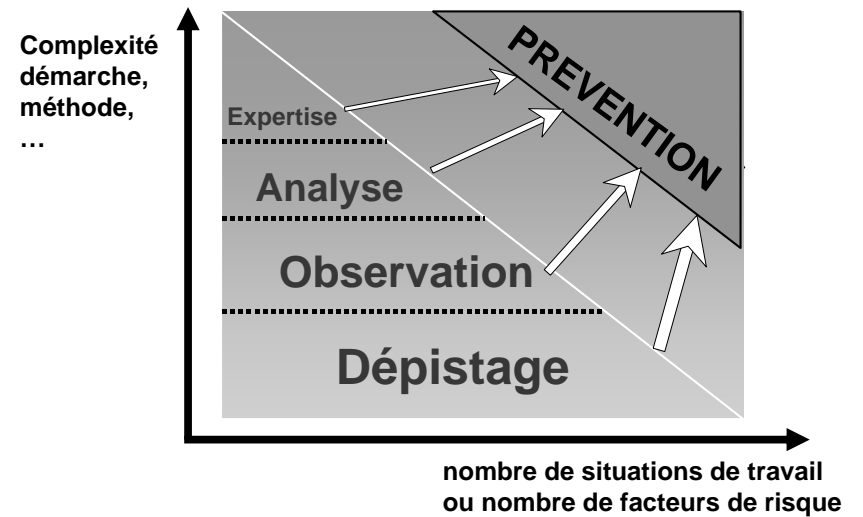 Complexité
démarche,
méthode,
…
PREVENTION
Expertise
Analyse
Observation
Dépistage
nombre de situations de travail
ou nombre de facteurs de risque